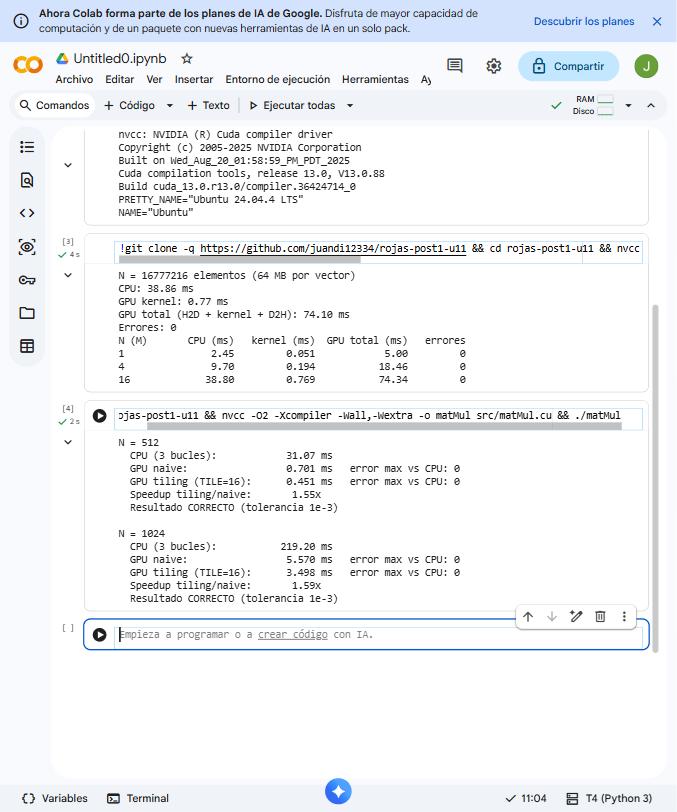 Ahora Colab forma parte de los planes de IA de Google. Disfruta de mayor capacidad de
computación y de un paquete con nuevas herramientas de IA en un solo pack.
Descubrir los planes
Untitled0.ipynb
Archivo Editar Ver Insertar Entorno de ejecución Herramientas Ay
Compartir
J
Comandos + Código + Texto Ejecutar todas
RAM
Disco
nvcc: NVIDIA (R) Cuda compiler driver
Copyright (c) 2005-2025 NVIDIA Corporation
Built on Wed_Aug_20_01:58:59_PM_PDT_2025
Cuda compilation tools, release 13.0, V13.0.88
Build cuda_13.0.r13.0/compiler.36424714_0
PRETTY_NAME="Ubuntu 24.04.4 LTS"
NAME="Ubuntu"
[3]
4 s
!git clone -q https://github.com/juandi12334/rojas-post1-u11 && cd rojas-post1-u11 && nvcc
N = 16777216 elementos (64 MB por vector)
CPU: 38.86 ms
GPU kernel: 0.77 ms
GPU total (H2D + kernel + D2H): 74.10 ms
Errores: 0
N (M) CPU (ms) kernel (ms) GPU total (ms) errores
1 2.45 0.051 5.00 0
4 9.70 0.194 18.46 0
16 38.80 0.769 74.34 0
[4]
2 s
ojas-post1-u11 && nvcc -O2 -Xcompiler -Wall,-Wextra -o matMul src/matMul.cu && ./matMul
N = 512
CPU (3 bucles): 31.07 ms
GPU naive: 0.701 ms error max vs CPU: 0
GPU tiling (TILE=16): 0.451 ms error max vs CPU: 0
Speedup tiling/naive: 1.55x
Resultado CORRECTO (tolerancia 1e-3)
N = 1024
CPU (3 bucles): 219.20 ms
GPU naive: 5.570 ms error max vs CPU: 0
GPU tiling (TILE=16): 3.498 ms error max vs CPU: 0
Speedup tiling/naive: 1.59x
Resultado CORRECTO (tolerancia 1e-3)
[ ]
Empieza a programar o a crear código con IA.
Variables Terminal
11:04 T4 (Python 3)